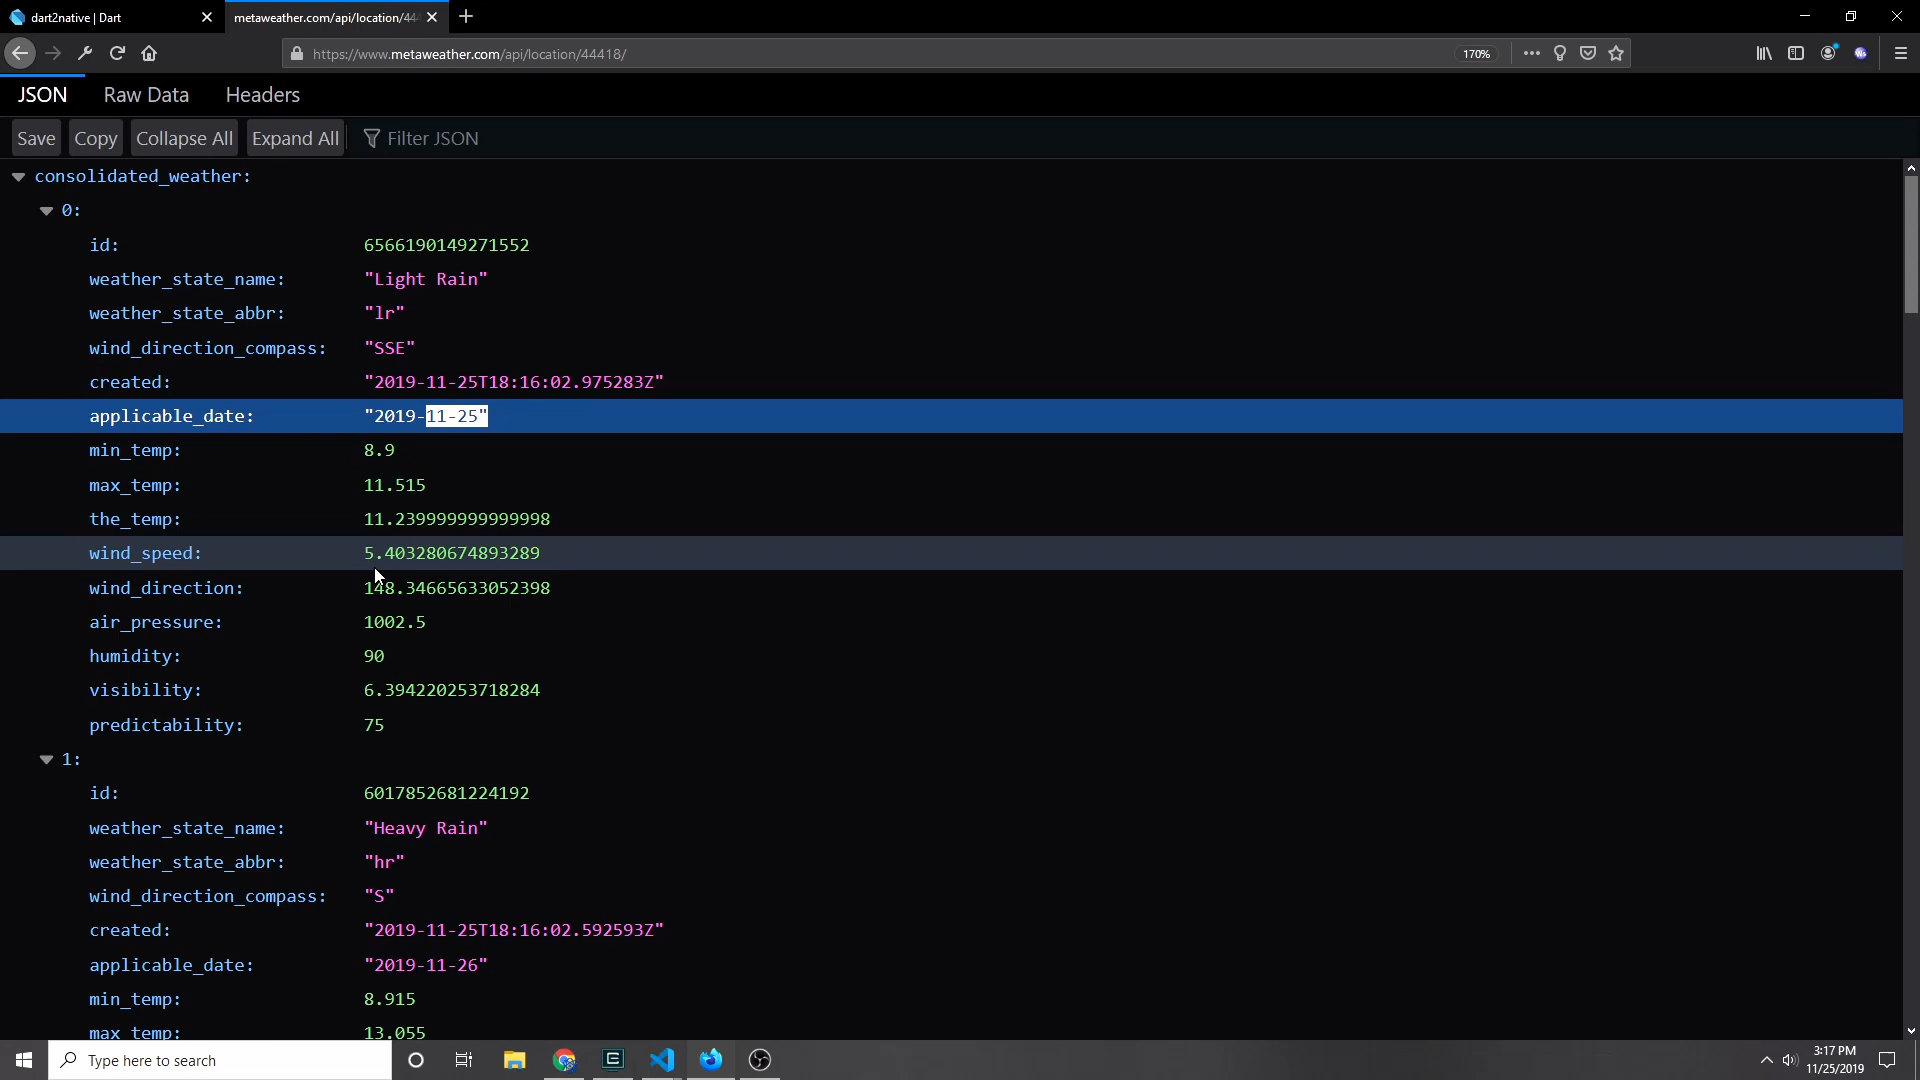 dart2native | Dart
metaweather.com/api/location/44
https://www.metaweather.com/api/location/44418/
170%
JSON Raw Data Headers
Save Copy Collapse All Expand All Filter JSON
consolidated_weather:
0:
id: 6566190149271552
weather_state_name: "Light Rain"
weather_state_abbr: "lr"
wind_direction_compass: "SSE"
created: "2019-11-25T18:16:02.975283Z"
applicable_date: "2019-11-25"
min_temp: 8.9
max_temp: 11.515
the_temp: 11.239999999999998
wind_speed: 5.403280674893289
wind_direction: 148.34665633052398
air_pressure: 1002.5
humidity: 90
visibility: 6.394220253718284
predictability: 75
1:
id: 6017852681224192
weather_state_name: "Heavy Rain"
weather_state_abbr: "hr"
wind_direction_compass: "S"
created: "2019-11-25T18:16:02.592593Z"
applicable_date: "2019-11-26"
min_temp: 8.915
max_temp: 13.055
Type here to search
3:17 PM
11/25/2019